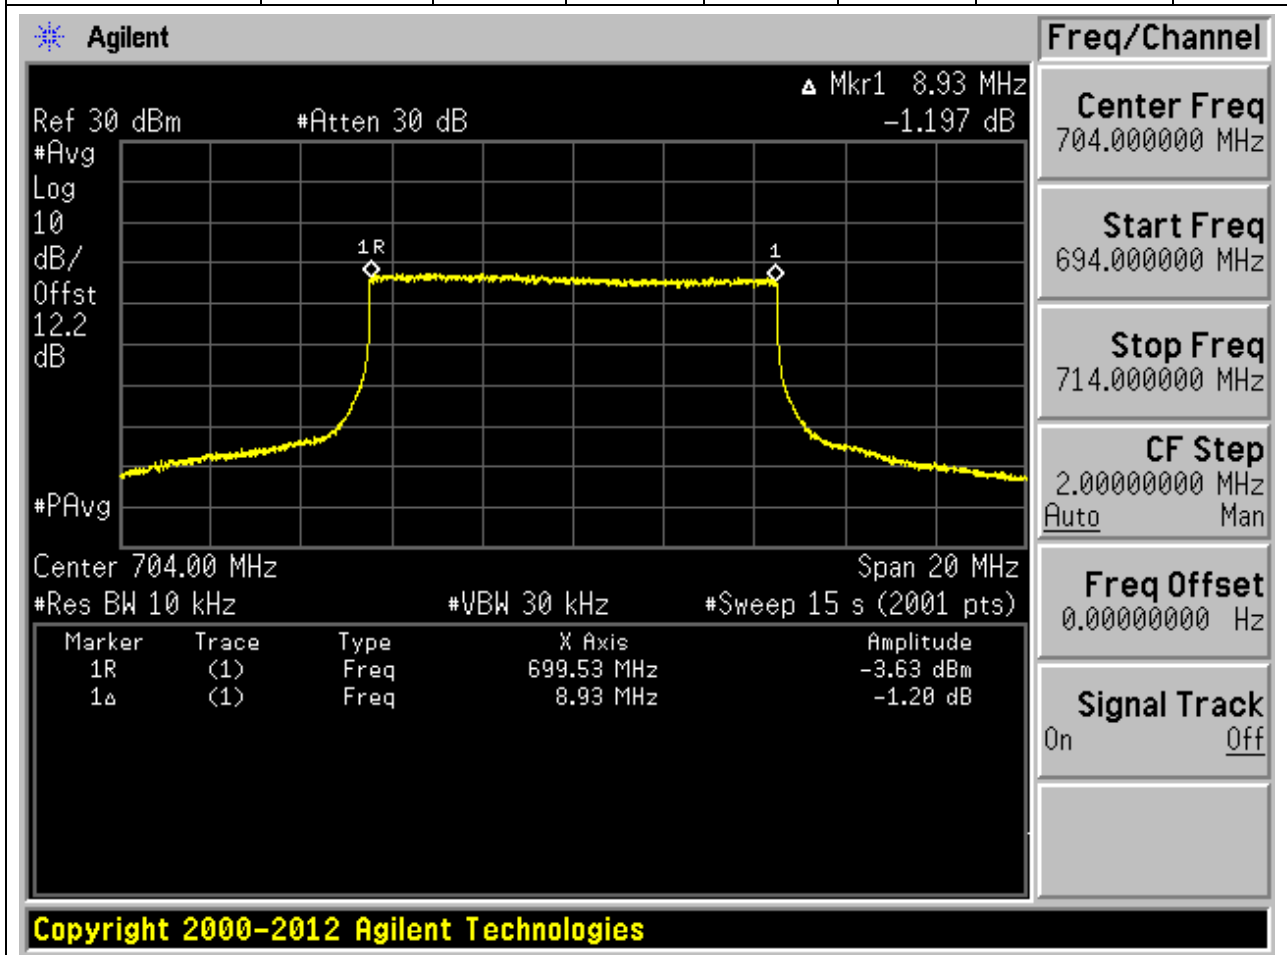 Agilent
Freq/Channel
▵ Mkr1 8.93 MHz
Ref 30 dBm #Atten 30 dB -1.197 dB
#Avg
Log
10
dB/
Offst
12.2
dB
1R
1
#PAvg
Center 704.00 MHz Span 20 MHz
#Res BW 10 kHz #VBW 30 kHz #Sweep 15 s (2001 pts)
Marker Trace Type X Axis Amplitude
1R (1) Freq 699.53 MHz -3.63 dBm
1▵ (1) Freq 8.93 MHz -1.20 dB
Center Freq
704.000000 MHz
Start Freq
694.000000 MHz
Stop Freq
714.000000 MHz
CF Step
2.00000000 MHz
Auto Man
Freq Offset
0.00000000 Hz
Signal Track
On Off
Copyright 2000-2012 Agilent Technologies